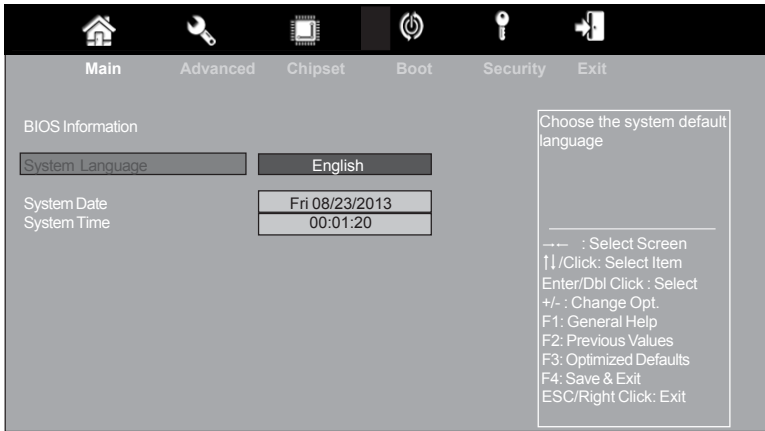 Main Advanced Chipset Boot Security Exit
BIOS Information
System Language English
System Date Fri 08/23/2013
System Time 00:01:20
Choose the system default
language
→← : Select Screen
↑↓/Click: Select Item
Enter/Dbl Click : Select
+/- : Change Opt.
F1: General Help
F2: Previous Values
F3: Optimized Defaults
F4: Save & Exit
ESC/Right Click: Exit